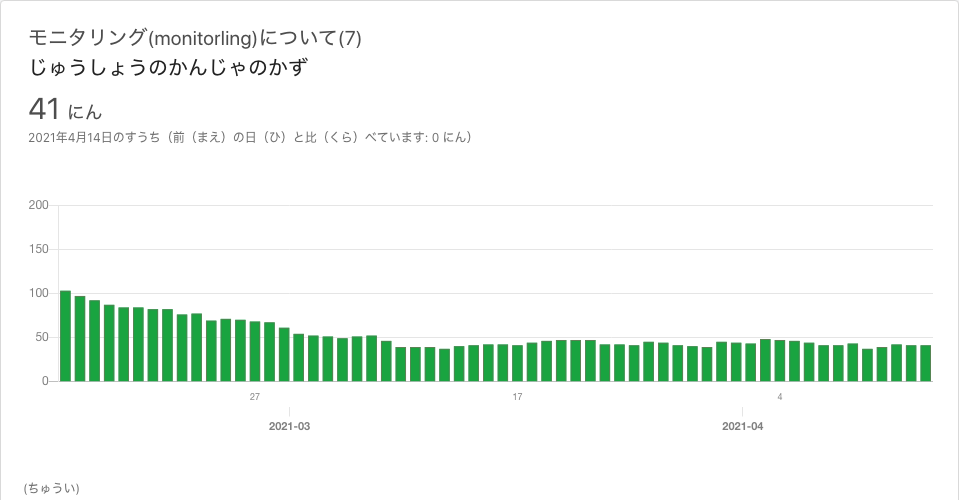 モニタリング(monitorling)について(7)
じゅうしょうのかんじゃのかず
41 にん
2021年4月14日のすうち（前（まえ）の日（ひ）と比（くら）べています: 0 にん）
200
150
100
50
0
27 17 4
2021-03 2021-04
(ちゅうい)